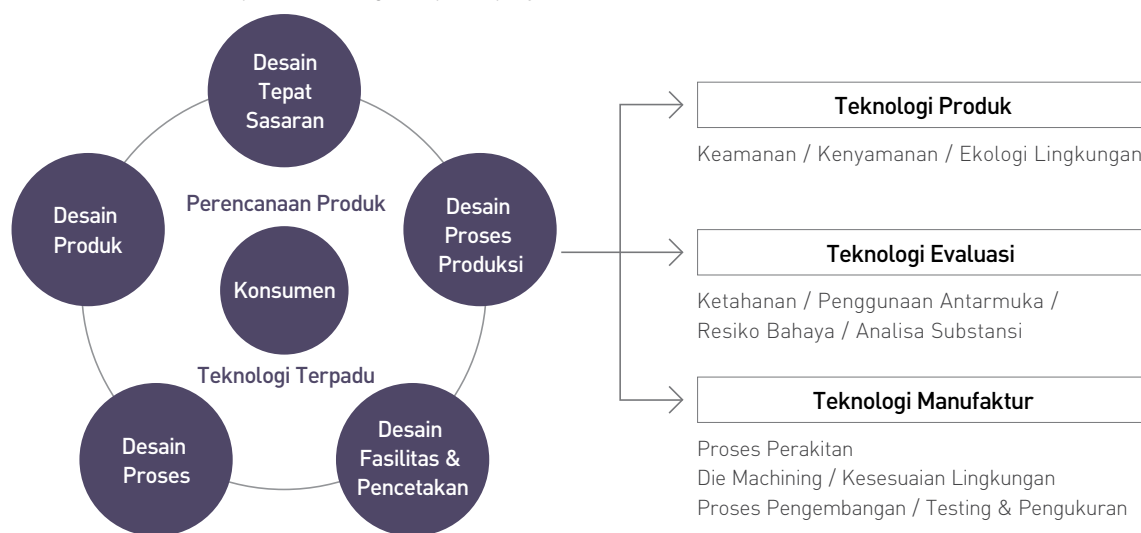 Desain
Tepat
Sasaran
Perencanaan Produk
Desain
Produk
Desain
Proses
Produksi
Konsumen
Teknologi Terpadu
Desain
Proses
Desain
Fasilitas &
Pencetakan
Teknologi Produk
Keamanan / Kenyamanan / Ekologi Lingkungan
Teknologi Evaluasi
Ketahanan / Penggunaan Antarmuka /
Resiko Bahaya / Analisa Substansi
Teknologi Manufaktur
Proses Perakitan
Die Machining / Kesesuaian Lingkungan
Proses Pengembangan / Testing & Pengukuran